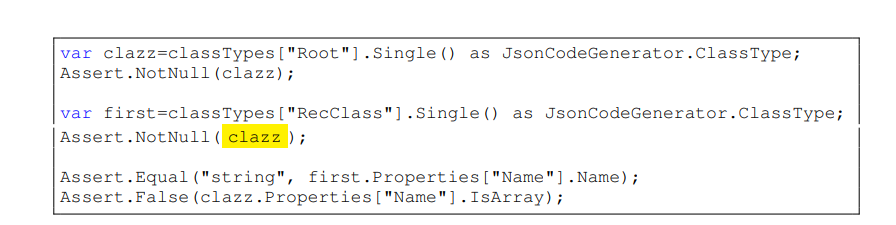 var clazz=classTypes["Root"].Single() as JsonCodeGenerator.ClassType;
Assert.NotNull(clazz);
var first=classTypes["RecClass"].Single() as JsonCodeGenerator.ClassType;
Assert.NotNull(clazz);
Assert.Equal("string", first.Properties["Name"].Name);
Assert.False(clazz.Properties["Name"].IsArray);